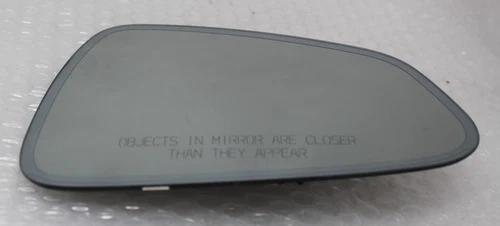 OBJECTS IN MIRROR ARE CLOSER
THAN THEY APPEAR